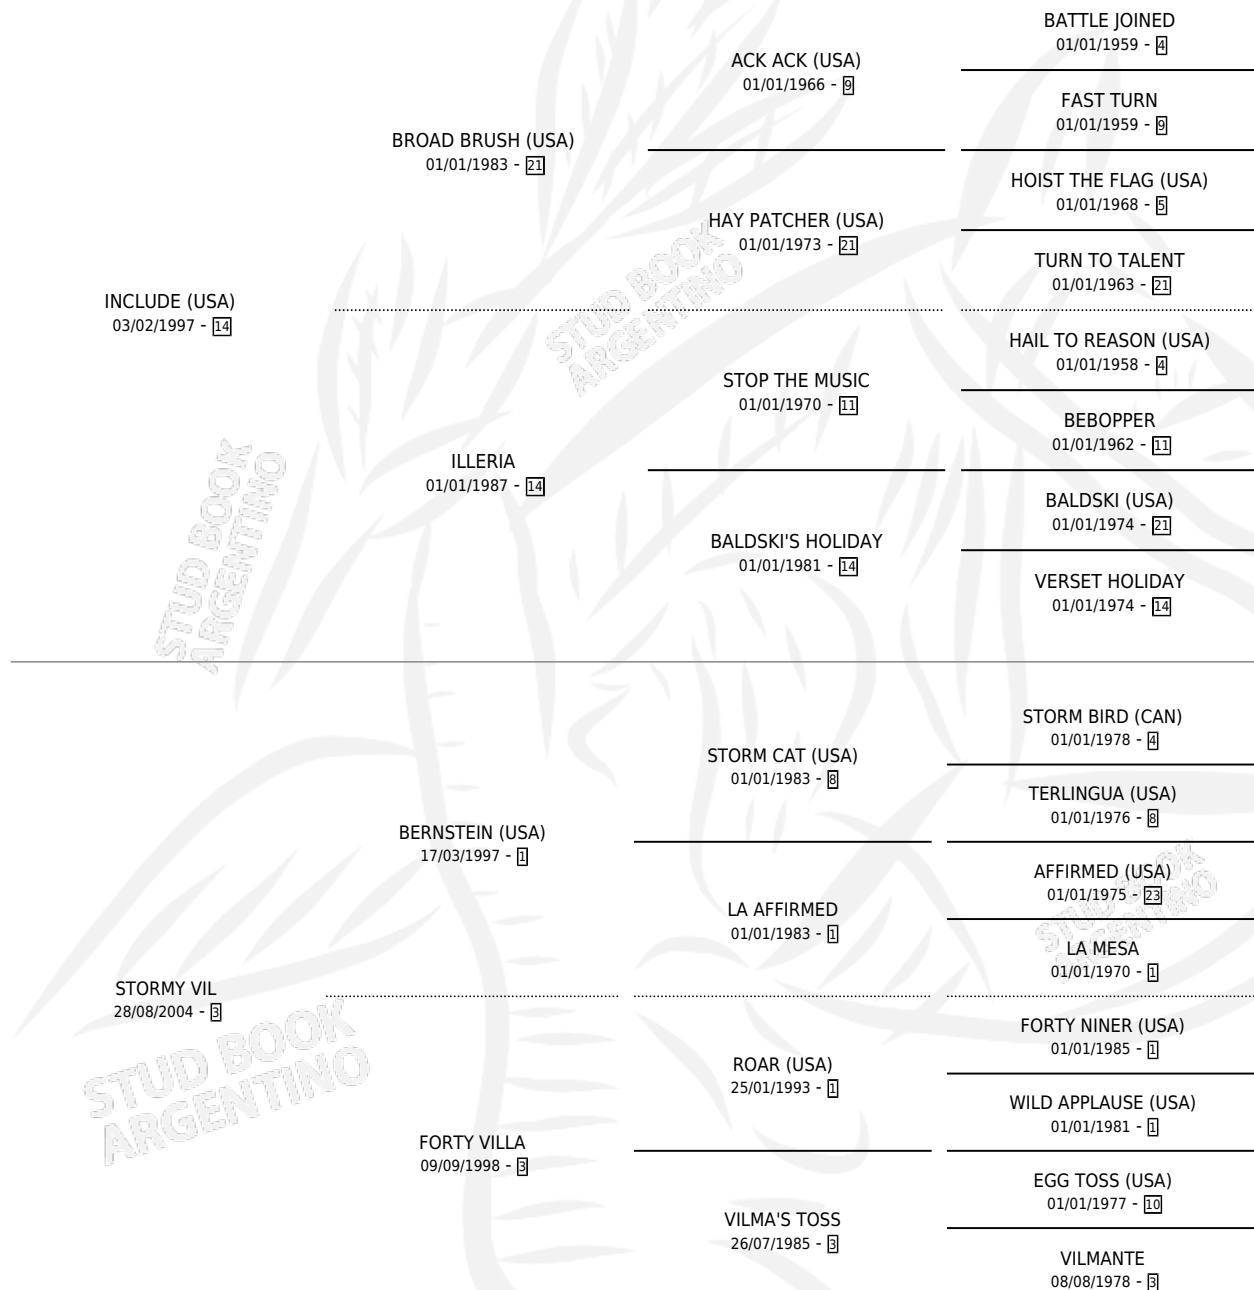 BATTLE JOINED
01/01/1959 - 4
ACK ACK (USA)
01/01/1966 - 9
FAST TURN
01/01/1959 - 9
BROAD BRUSH (USA)
01/01/1983 - 21
HOIST THE FLAG (USA)
01/01/1968 - 5
HAY PATCHER (USA)
01/01/1973 - 21
TURN TO TALENT
01/01/1963 - 21
INCLUDE (USA)
03/02/1997 - 14
HAIL TO REASON (USA)
01/01/1958 - 4
STOP THE MUSIC
01/01/1970 - 11
BEBOPPER
01/01/1962 - 11
ILLERIA
01/01/1987 - 14
BALDSKI (USA)
01/01/1974 - 21
BALDSKI'S HOLIDAY
01/01/1981 - 14
VERSET HOLIDAY
01/01/1974 - 14
STORM BIRD (CAN)
01/01/1978 - 4
STORM CAT (USA)
01/01/1983 - 8
TERLINGUA (USA)
01/01/1976 - 8
BERNSTEIN (USA)
17/03/1997 - 1
AFFIRMED (USA)
01/01/1975 - 23
LA AFFIRMED
01/01/1983 - 1
LA MESA
01/01/1970 - 1
STORMY VIL
28/08/2004 - 3
FORTY NINER (USA)
01/01/1985 - 1
ROAR (USA)
25/01/1993 - 1
WILD APPLAUSE (USA)
01/01/1981 - 1
FORTY VILLA
09/09/1998 - 3
EGG TOSS (USA)
01/01/1977 - 10
VILMA'S TOSS
26/07/1985 - 3
VILMANTE
08/08/1978 - 3
STUD BOOK
ARGENTINO
STUD BOOK
ARGENTINO
STUD BOOK
ARGENTINO
STUD BOOK
ARGENTINO